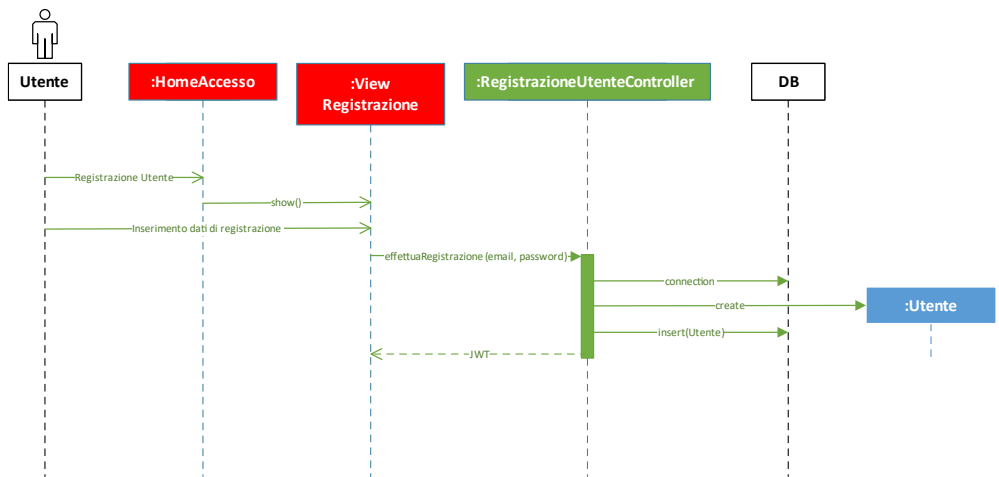 Utente
:HomeAccesso
:View
Registrazione
:RegistrazioneUtenteController
DB
Registrazione Utente
show()
Inserimento dati di registrazione
effettuaRegistrazione(email, password)
connection
create
:Utente
insert(Utente)
JWT